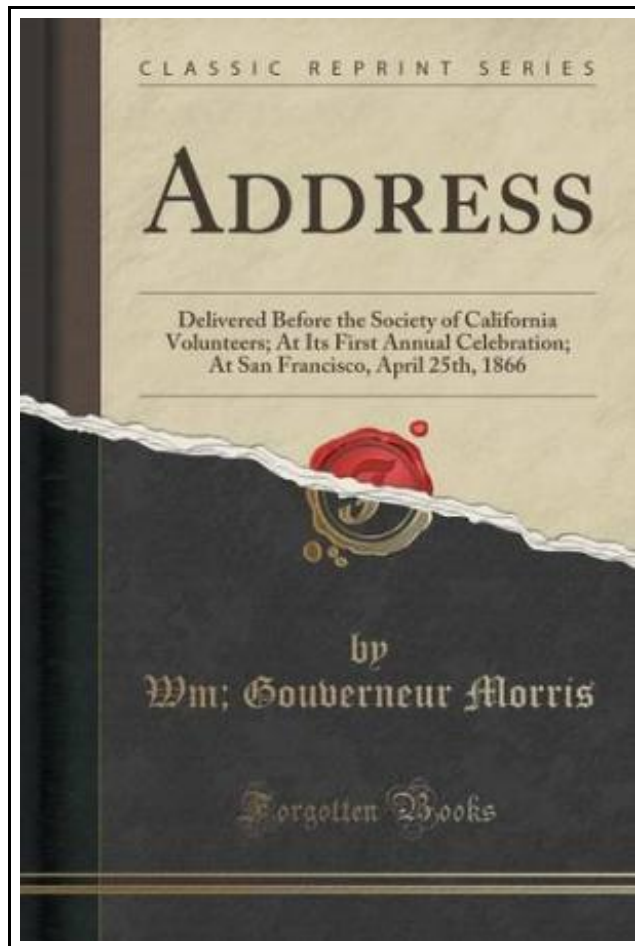 CLASSIC REPRINT SERIES
ADDRESS
Delivered Before the Society of California
Volunteers; At Its First Annual Celebration;
At San Francisco, April 25th, 1866
by
Wm; Gouverneur Morris
Forgotten Books